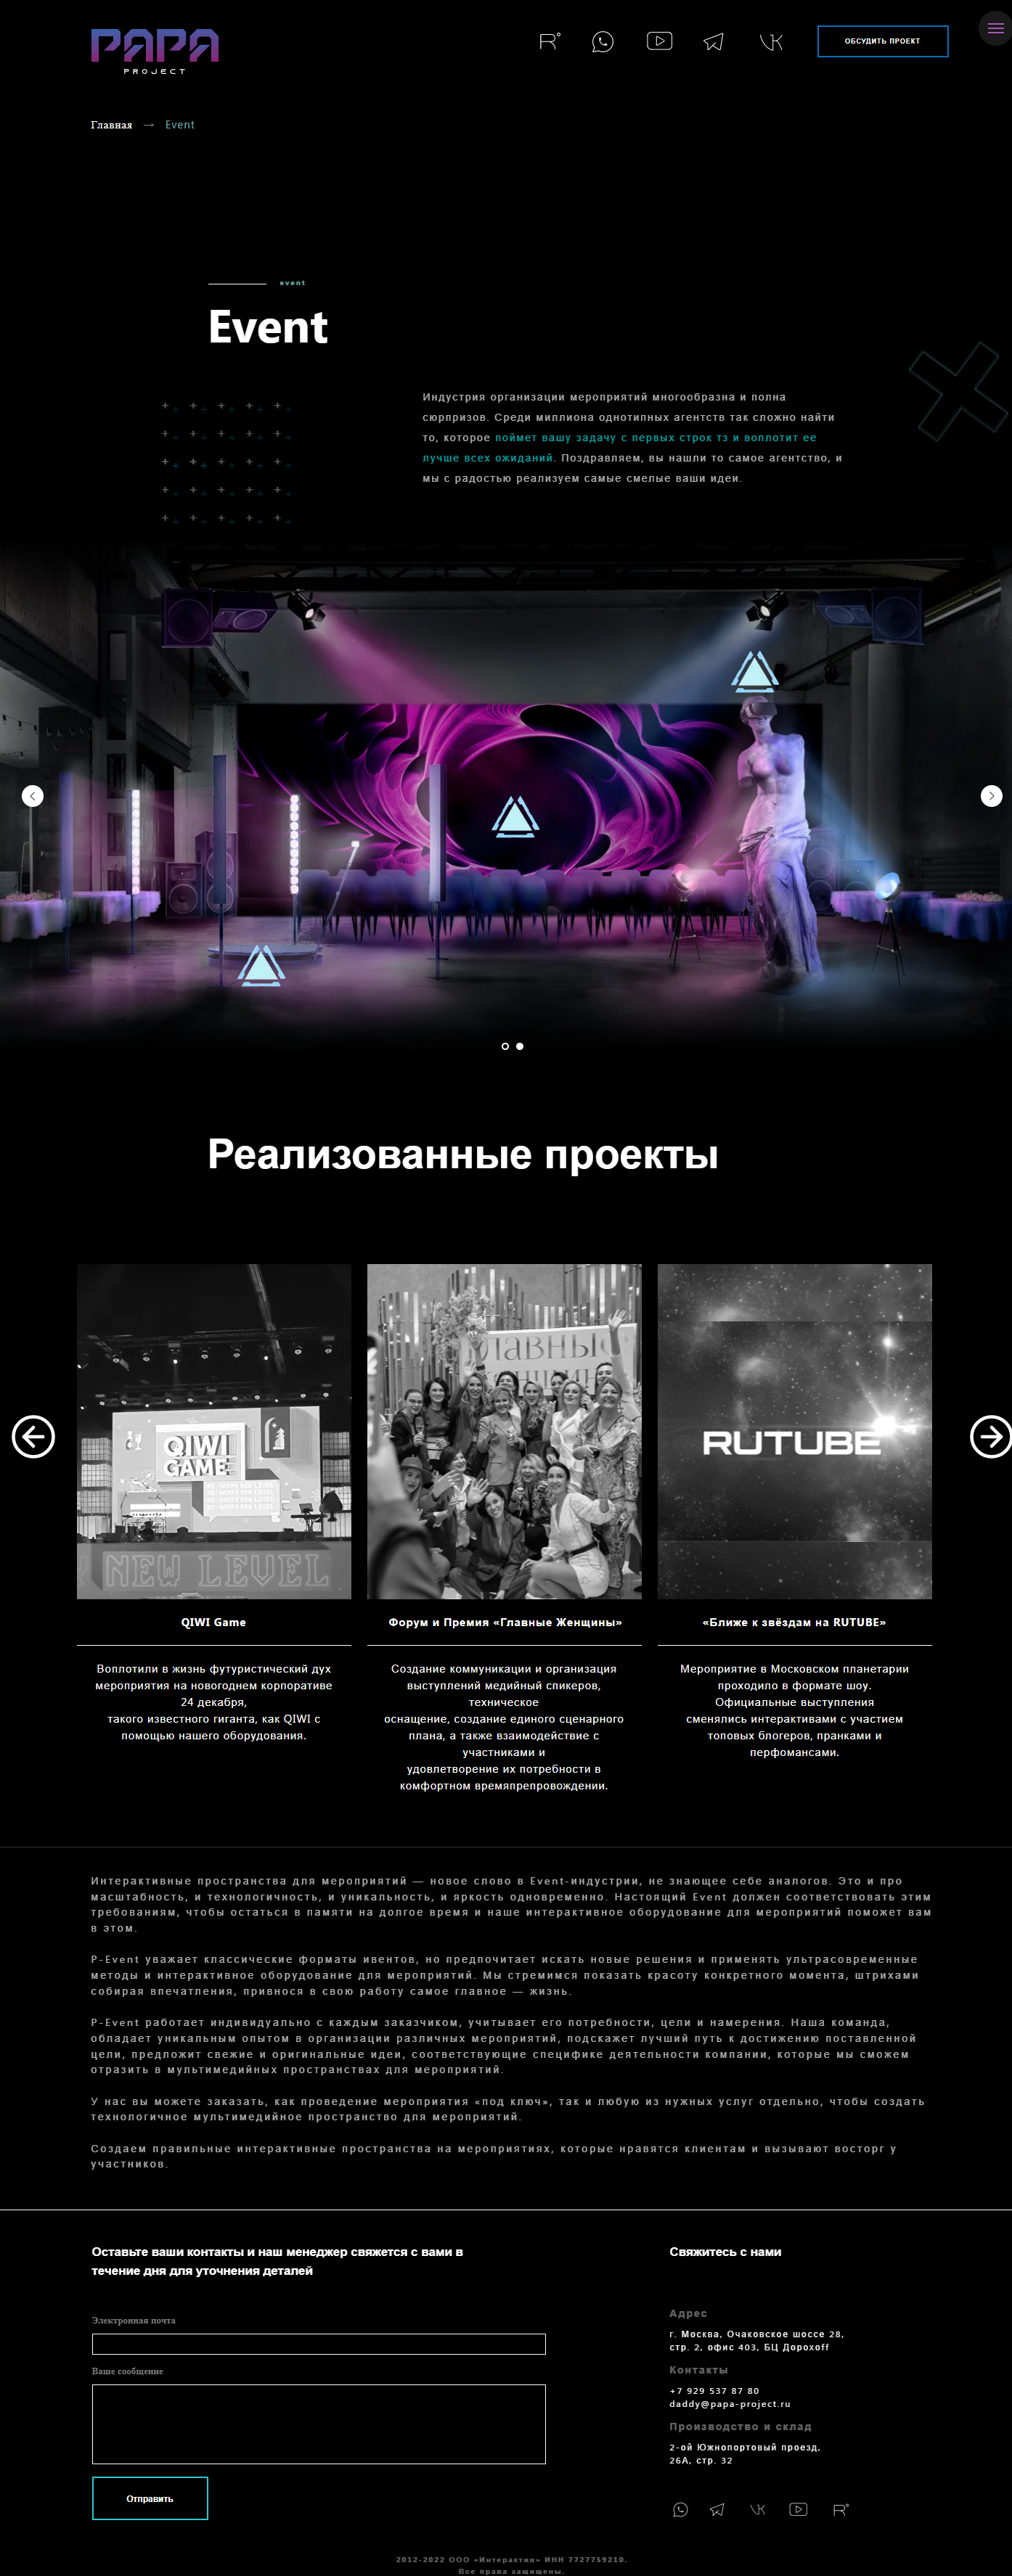 PAPA
PROJECT
ОБСУДИТЬ ПРОЕКТ
Главная → Event
event
Event
Индустрия организации мероприятий многообразна и полна
сюрпризов. Среди миллиона однотипных агентств так сложно найти
то, которое поймет вашу задачу с первых строк тз и воплотит ее
лучше всех ожиданий. Поздравляем, вы нашли то самое агентство, и
мы с радостью реализуем самые смелые ваши идеи.
Реализованные проекты
QIWI
GAME
NEW LEVEL
RUTUBE
QIWI Game
Воплотили в жизнь футуристический дух
мероприятия на новогоднем корпоративе
24 декабря,
такого известного гиганта, как QIWI с
помощью нашего оборудования.
Форум и Премия «Главные Женщины»
Создание коммуникации и организация
выступлений медийный спикеров,
техническое
оснащение, создание единого сценарного
плана, а также взаимодействие с
участниками и
удовлетворение их потребности в
комфортном времяпрепровождении.
«Ближе к звёздам на RUTUBE»
Мероприятие в Московском планетарии
проходило в формате шоу.
Официальные выступления
сменялись интерактивами с участием
топовых блогеров, пранками и
перфомансами.
Интерактивные пространства для мероприятий — новое слово в Event-индустрии, не знающее себе аналогов. Это и про
масштабность, и технологичность, и уникальность, и яркость одновременно. Настоящий Event должен соответствовать этим
требованиям, чтобы остаться в памяти на долгое время и наше интерактивное оборудование для мероприятий поможет вам
в этом.
P-Event уважает классические форматы ивентов, но предпочитает искать новые решения и применять ультрасовременные
методы и интерактивное оборудование для мероприятий. Мы стремимся показать красоту конкретного момента, штрихами
собирая впечатления, привнося в свою работу самое главное — жизнь.
P-Event работает индивидуально с каждым заказчиком, учитывает его потребности, цели и намерения. Наша команда,
обладает уникальным опытом в организации различных мероприятий, подскажет лучший путь к достижению поставленной
цели, предложит свежие и оригинальные идеи, соответствующие специфике деятельности компании, которые мы сможем
отразить в мультимедийных пространствах для мероприятий.
У нас вы можете заказать, как проведение мероприятия «под ключ», так и любую из нужных услуг отдельно, чтобы создать
технологичное мультимедийное пространство для мероприятий.
Создаем правильные интерактивные пространства на мероприятиях, которые нравятся клиентам и вызывают восторг у
участников.
Оставьте ваши контакты и наш менеджер свяжется с вами в
течение дня для уточнения деталей
Электронная почта
Ваше сообщение
Отправить
Свяжитесь с нами
Адрес
г. Москва, Очаковское шоссе 28,
стр. 2, офис 403, БЦ Дорохоff
Контакты
+7 929 537 87 80
daddy@papa-project.ru
Производство и склад
2-ой Южнопортовый проезд,
26А, стр. 32
2012-2022 ООО «Интерактив» ИНН 7727759210.
Все права защищены.